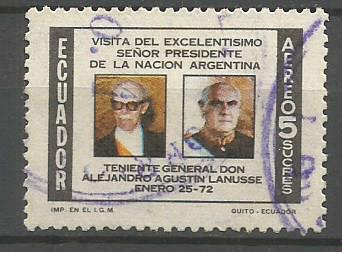 VISITA DEL EXCELENTISIMO
SEÑOR PRESIDENTE
DE LA NACION ARGENTINA
ECUADOR
AEREO 5 SUCRES
TENIENTE GENERAL DON
ALEJANDRO AGUSTIN LANUSSE
ENERO 25-72
IMP. EN EL I.G.M.
QUITO-ECUADOR